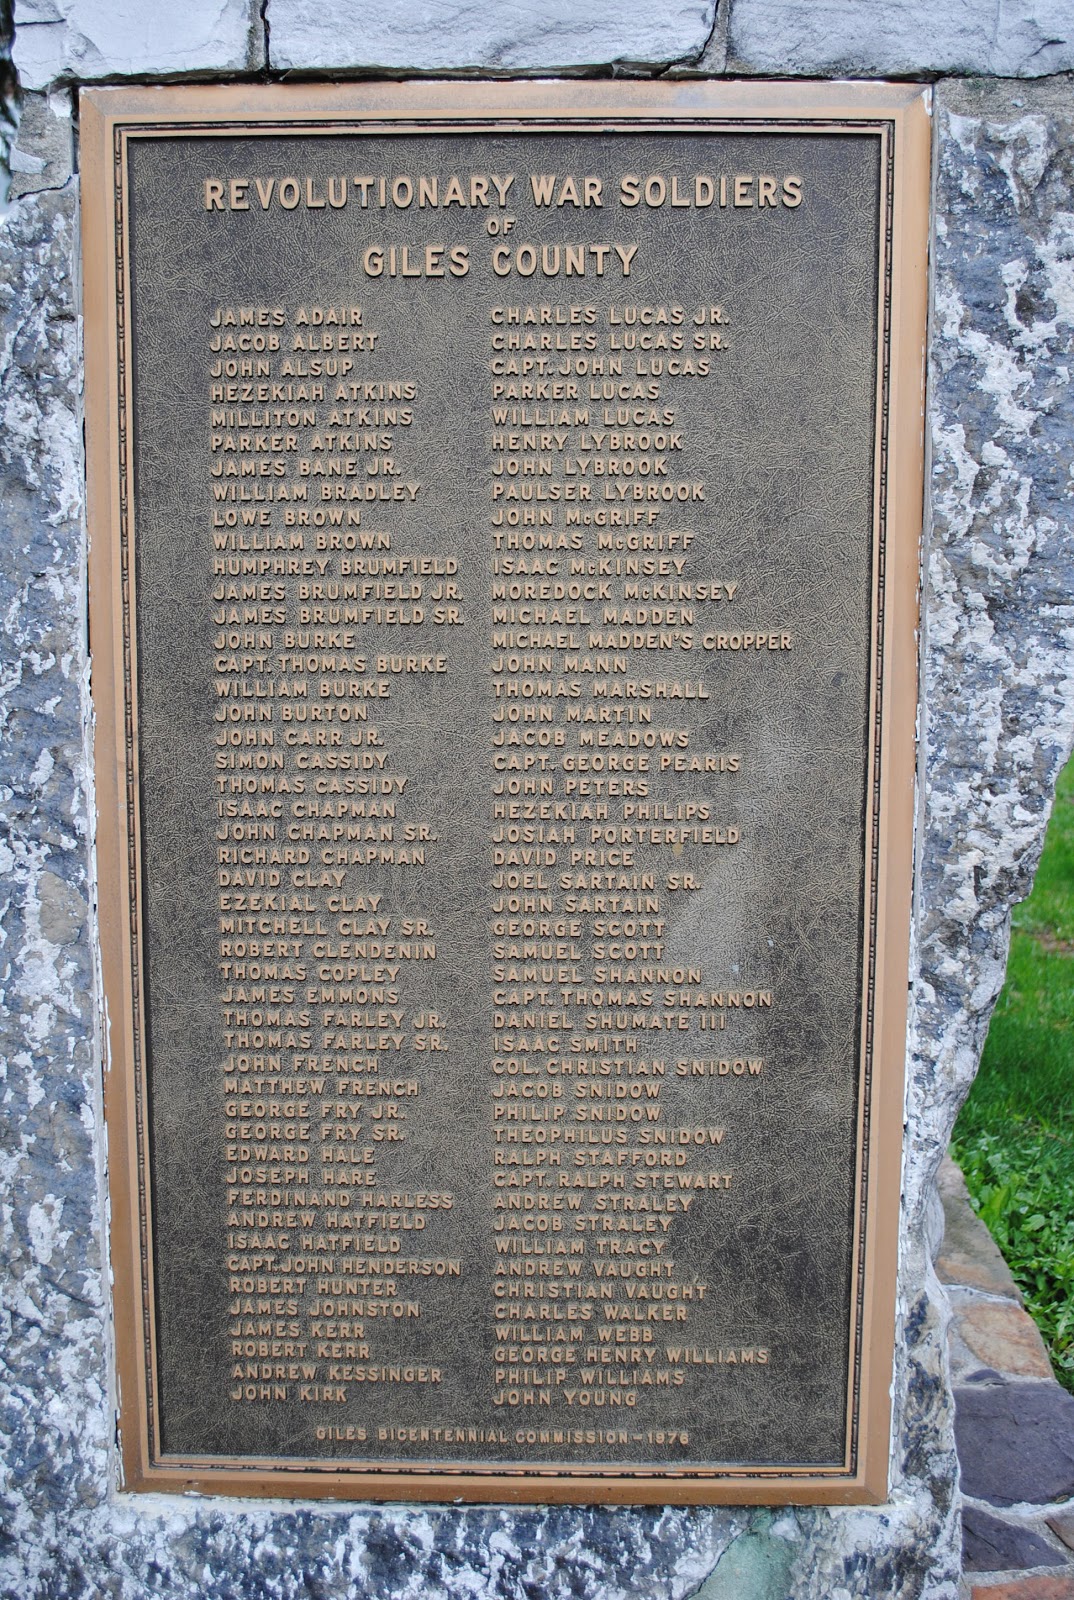 REVOLUTIONARY WAR SOLDIERS
OF
GILES COUNTY
JAMES ADAIR
JACOB ALBERT
JOHN ALSUP
HEZEKIAH ATKINS
MILLITON ATKINS
PARKER ATKINS
JAMES BANE JR.
WILLIAM BRADLEY
LOWE BROWN
WILLIAM BROWN
HUMPHREY BRUMFIELD
JAMES BRUMFIELD JR.
JAMES BRUMFIELD SR.
JOHN BURKE
CAPT. THOMAS BURKE
WILLIAM BURKE
JOHN BURTON
JOHN CARR JR.
SIMON CASSIDY
THOMAS CASSIDY
ISAAC CHAPMAN
JOHN CHAPMAN SR.
RICHARD CHAPMAN
DAVID CLAY
EZEKIAL CLAY
MITCHELL CLAY SR.
ROBERT CLENDENIN
THOMAS COPLEY
JAMES EMMONS
THOMAS FARLEY JR.
THOMAS FARLEY SR.
JOHN FRENCH
MATTHEW FRENCH
GEORGE FRY JR.
GEORGE FRY SR.
EDWARD HALE
JOSEPH HARE
FERDINAND HARLESS
ANDREW HATFIELD
ISAAC HATFIELD
CAPT. JOHN HENDERSON
ROBERT HUNTER
JAMES JOHNSTON
JAMES KERR
ROBERT KERR
ANDREW KESSINGER
JOHN KIRK
CHARLES LUCAS JR.
CHARLES LUCAS SR.
CAPT. JOHN LUCAS
PARKER LUCAS
WILLIAM LUCAS
HENRY LYBROOK
JOHN LYBROOK
PAULSER LYBROOK
JOHN McGRIFF
THOMAS McGRIFF
ISAAC McKINSEY
MOREDOCK McKINSEY
MICHAEL MADDEN
MICHAEL MADDEN'S CROPPER
JOHN MANN
THOMAS MARSHALL
JOHN MARTIN
JACOB MEADOWS
CAPT. GEORGE PEARIS
JOHN PETERS
HEZEKIAH PHILIPS
JOSIAH PORTERFIELD
DAVID PRICE
JOEL SARTAIN SR.
JOHN SARTAIN
GEORGE SCOTT
SAMUEL SCOTT
SAMUEL SHANNON
CAPT. THOMAS SHANNON
DANIEL SHUMATE III
ISAAC SMITH
COL. CHRISTIAN SNIDOW
JACOB SNIDOW
PHILIP SNIDOW
THEOPHILUS SNIDOW
RALPH STAFFORD
CAPT. RALPH STEWART
ANDREW STRALEY
JACOB STRALEY
WILLIAM TRACY
ANDREW VAUGHT
CHRISTIAN VAUGHT
CHARLES WALKER
WILLIAM WEBB
GEORGE HENRY WILLIAMS
PHILIP WILLIAMS
JOHN YOUNG
GILES BICENTENNIAL COMMISSION—1976